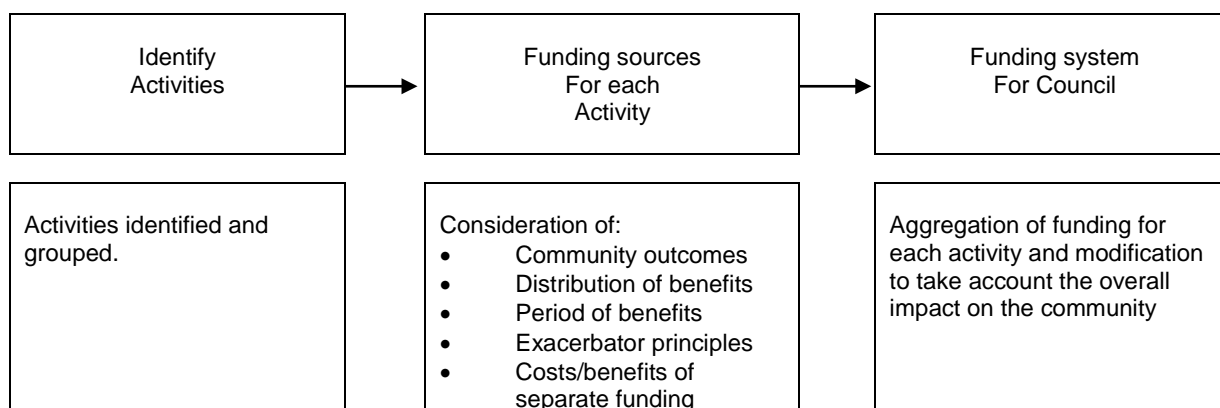 Identify
Activities
Funding sources
For each
Activity
Funding system
For Council
Activities identified and
grouped.
Consideration of:
• Community outcomes
• Distribution of benefits
• Period of benefits
• Exacerbator principles
• Costs/benefits of
separate funding
Aggregation of funding for
each activity and modification
to take account the overall
impact on the community